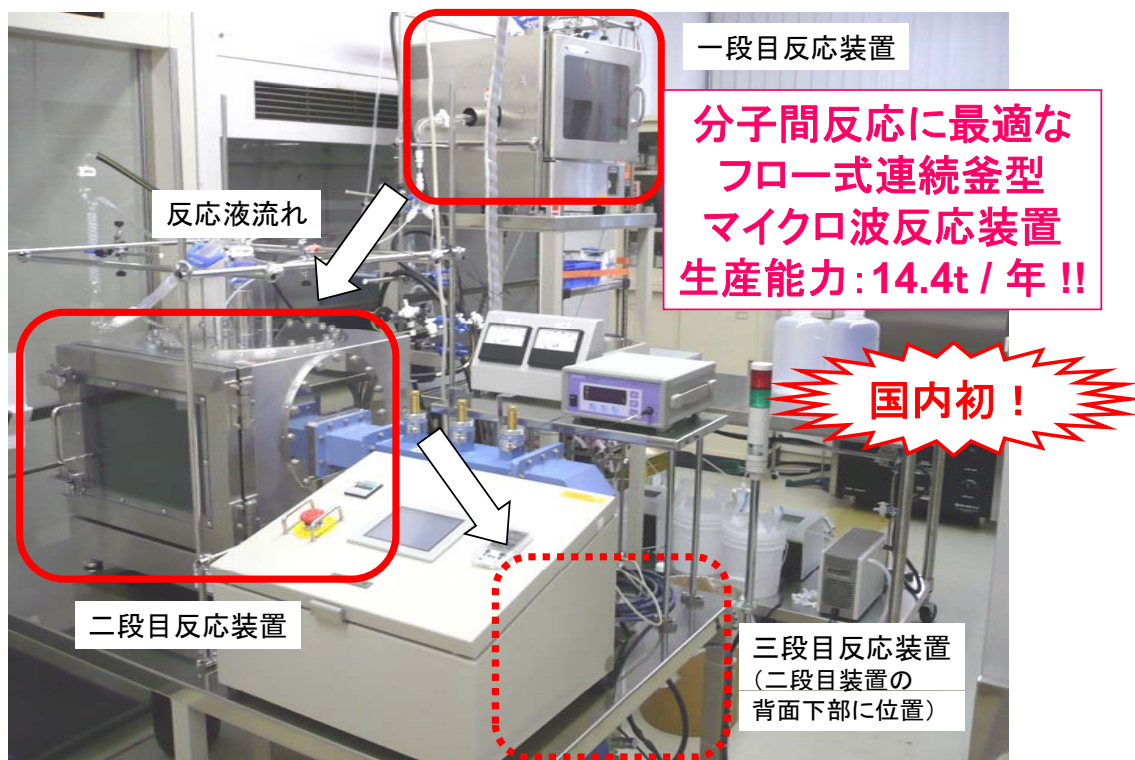 一段目反応装置
分子間反応に最適な
フロー式連続釜型
マイクロ波反応装置
生産能力：14.4t / 年 !!
反応液流れ
国内初！
二段目反応装置
三段目反応装置
（二段目装置の
背面下部に位置）